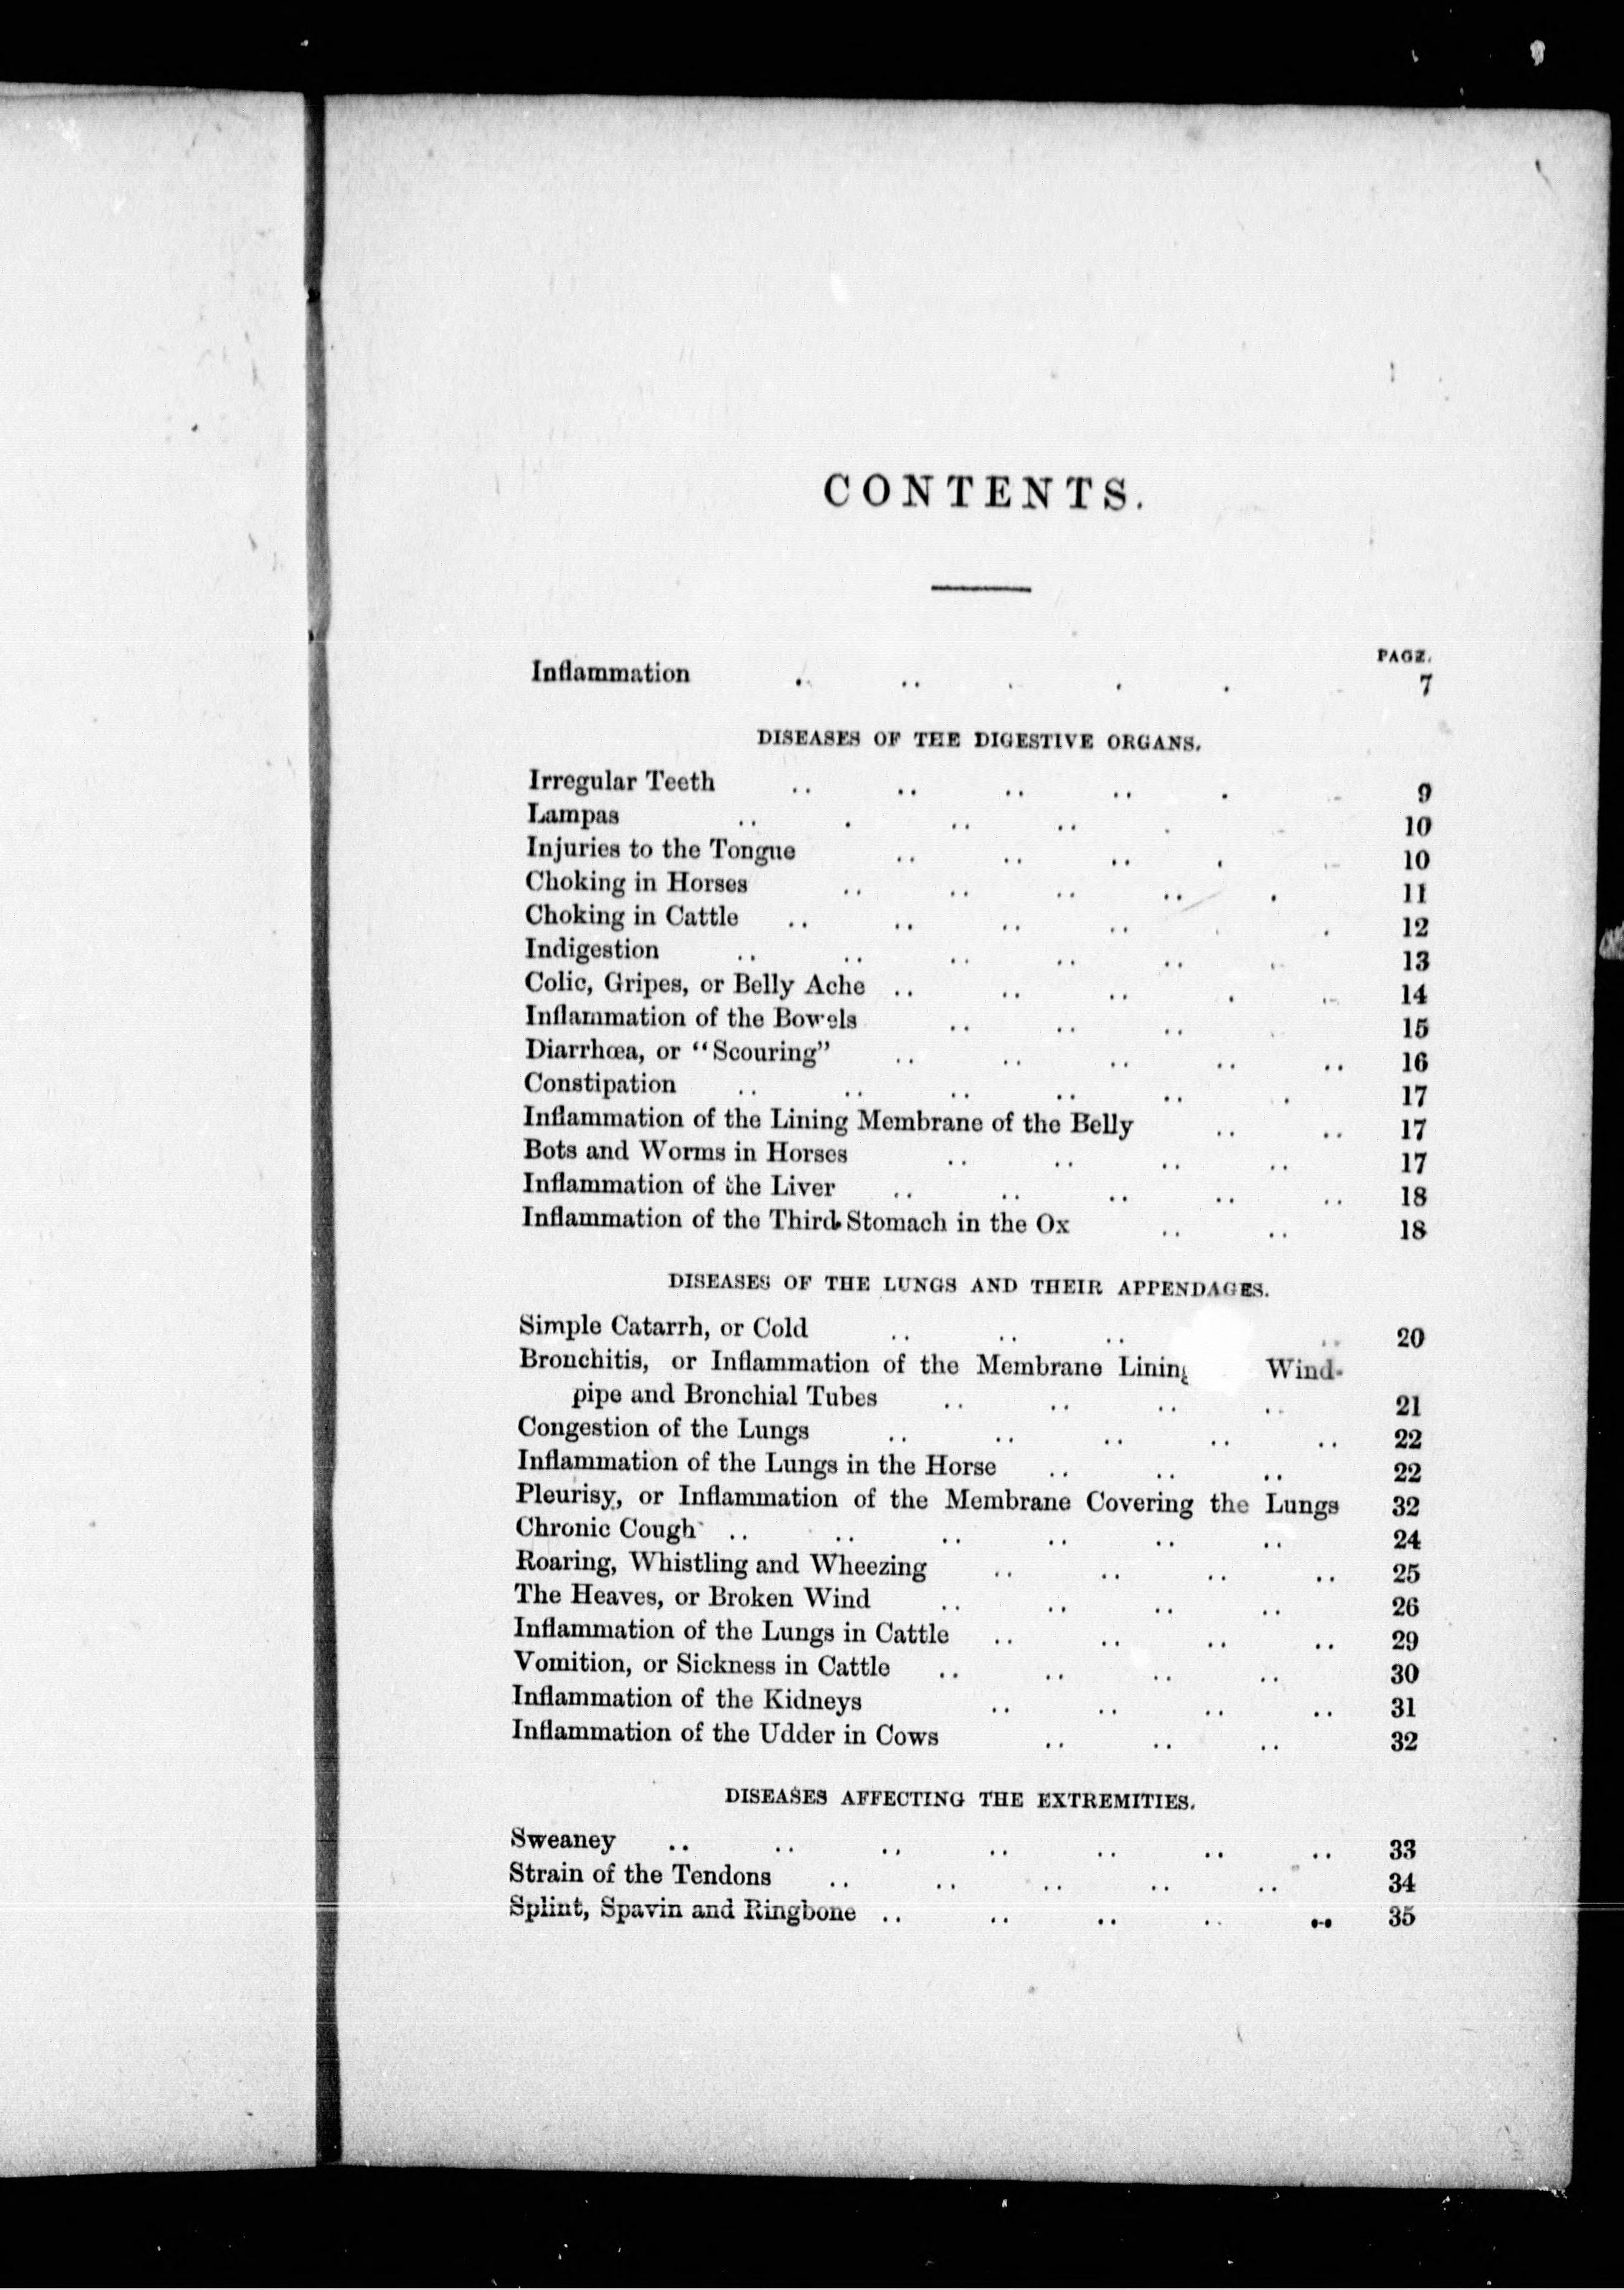 CONTENTS.
PAGE.
Inflammation . .. . . . 7
DISEASES OF THE DIGESTIVE ORGANS.
Irregular Teeth .. .. .. .. . 9
Lampas .. . .. .. . 10
Injuries to the Tongue .. .. .. . 10
Choking in Horses .. .. .. .. . 11
Choking in Cattle .. .. .. .. . . 12
Indigestion .. .. .. .. .. . 13
Colic, Gripes, or Belly Ache .. .. .. . .. 14
Inflammation of the Bowels .. .. .. 15
Diarrhœa, or "Scouring" .. .. .. .. .. 16
Constipation .. .. .. .. .. . 17
Inflammation of the Lining Membrane of the Belly .. .. 17
Bots and Worms in Horses .. .. .. .. 17
Inflammation of the Liver .. .. .. .. .. 18
Inflammation of the Third Stomach in the Ox .. .. 18
DISEASES OF THE LUNGS AND THEIR APPENDAGES.
Simple Catarrh, or Cold .. .. .. .. 20
Bronchitis, or Inflammation of the Membrane Lining Wind-
pipe and Bronchial Tubes .. .. .. .. 21
Congestion of the Lungs .. .. .. .. .. 22
Inflammation of the Lungs in the Horse .. .. .. 22
Pleurisy, or Inflammation of the Membrane Covering the Lungs 32
Chronic Cough .. .. .. .. .. .. 24
Roaring, Whistling and Wheezing .. .. .. .. 25
The Heaves, or Broken Wind .. .. .. .. 26
Inflammation of the Lungs in Cattle .. .. .. .. 29
Vomition, or Sickness in Cattle .. .. .. .. 30
Inflammation of the Kidneys .. .. .. .. 31
Inflammation of the Udder in Cows .. .. .. 32
DISEASES AFFECTING THE EXTREMITIES.
Sweaney .. .. .. .. .. .. .. 33
Strain of the Tendons .. .. .. .. .. 34
Splint, Spavin and Ringbone .. .. .. .. .. 35